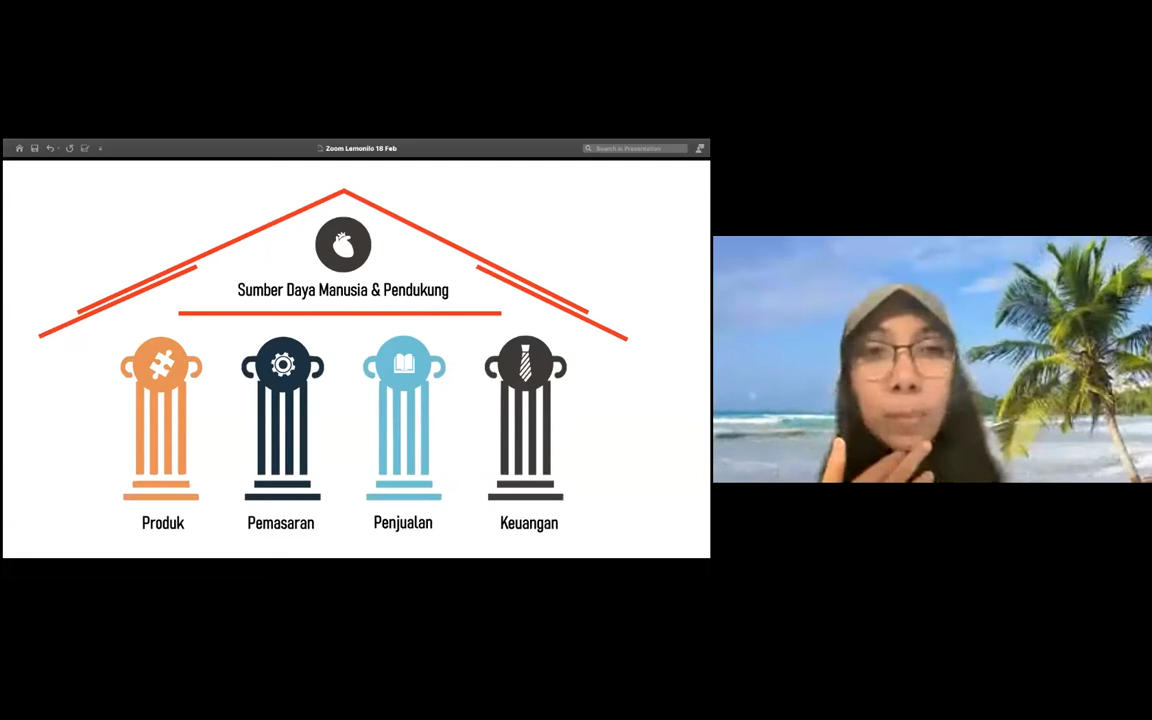 Zoom Lemonilo 18 Feb
Search in Presentation
Sumber Daya Manusia & Pendukung
Produk
Pemasaran
Penjualan
Keuangan